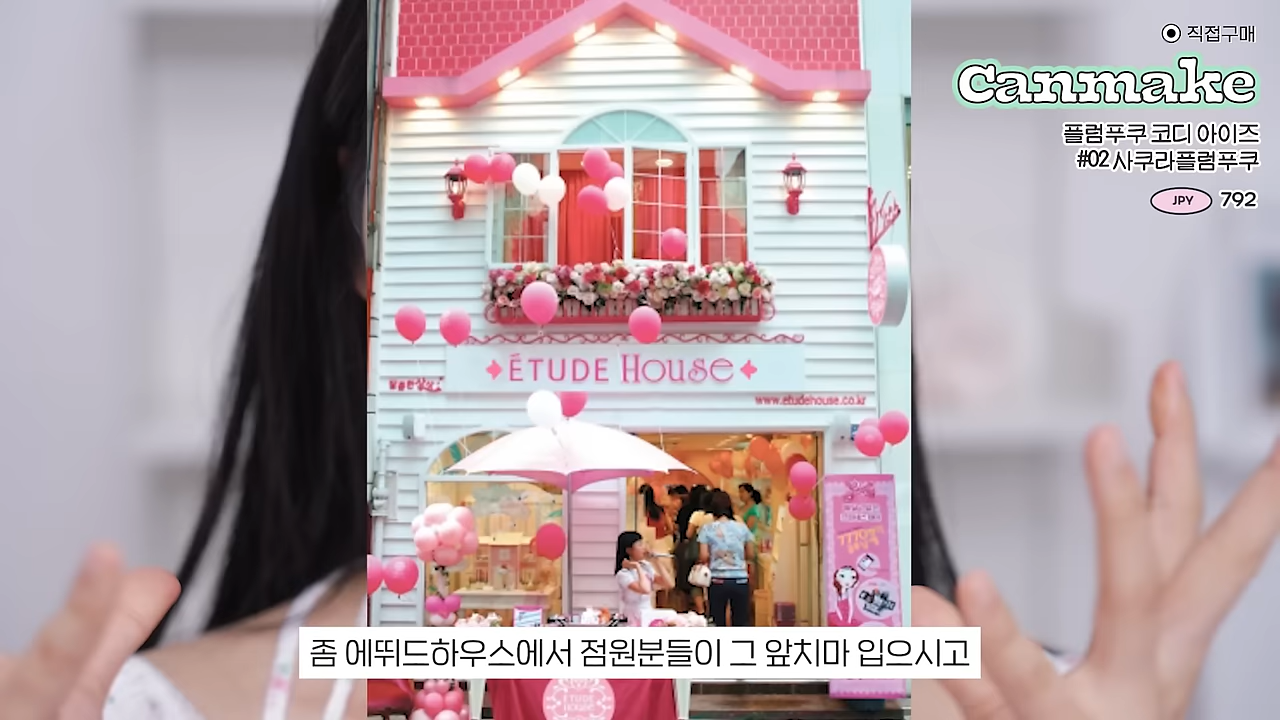 직접구매
Canmake
플럼푸쿠 코디 아이즈
#02 사쿠라플럼푸쿠
JPY 792
ÉTUDE House
www.etudehouse.co.kr
ETUDE
HOUSE
좀 에뛰드하우스에서 점원분들이 그 앞치마 입으시고